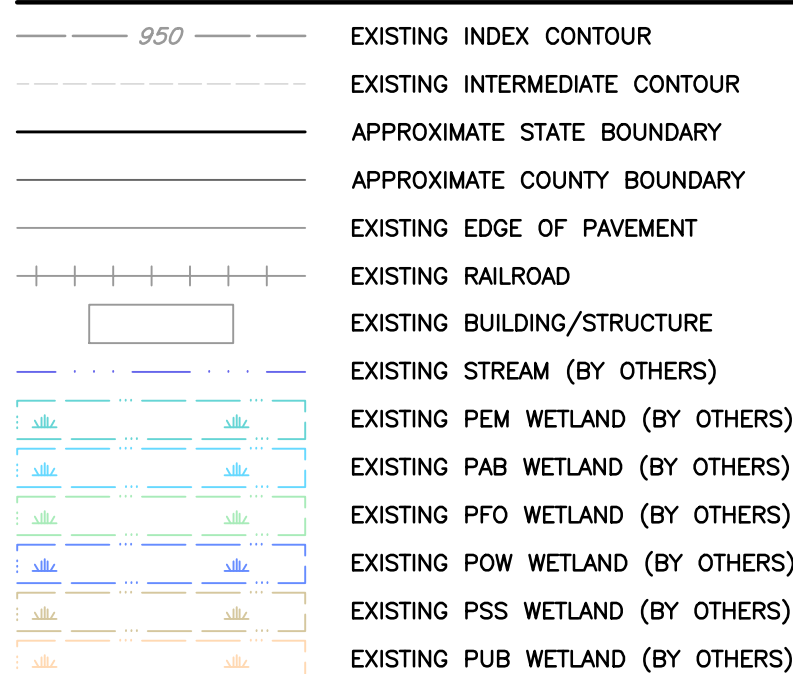 950 EXISTING INDEX CONTOUR
EXISTING INTERMEDIATE CONTOUR
APPROXIMATE STATE BOUNDARY
APPROXIMATE COUNTY BOUNDARY
EXISTING EDGE OF PAVEMENT
EXISTING RAILROAD
EXISTING BUILDING/STRUCTURE
EXISTING STREAM (BY OTHERS)
EXISTING PEM WETLAND (BY OTHERS)
EXISTING PAB WETLAND (BY OTHERS)
EXISTING PFO WETLAND (BY OTHERS)
EXISTING POW WETLAND (BY OTHERS)
EXISTING PSS WETLAND (BY OTHERS)
EXISTING PUB WETLAND (BY OTHERS)